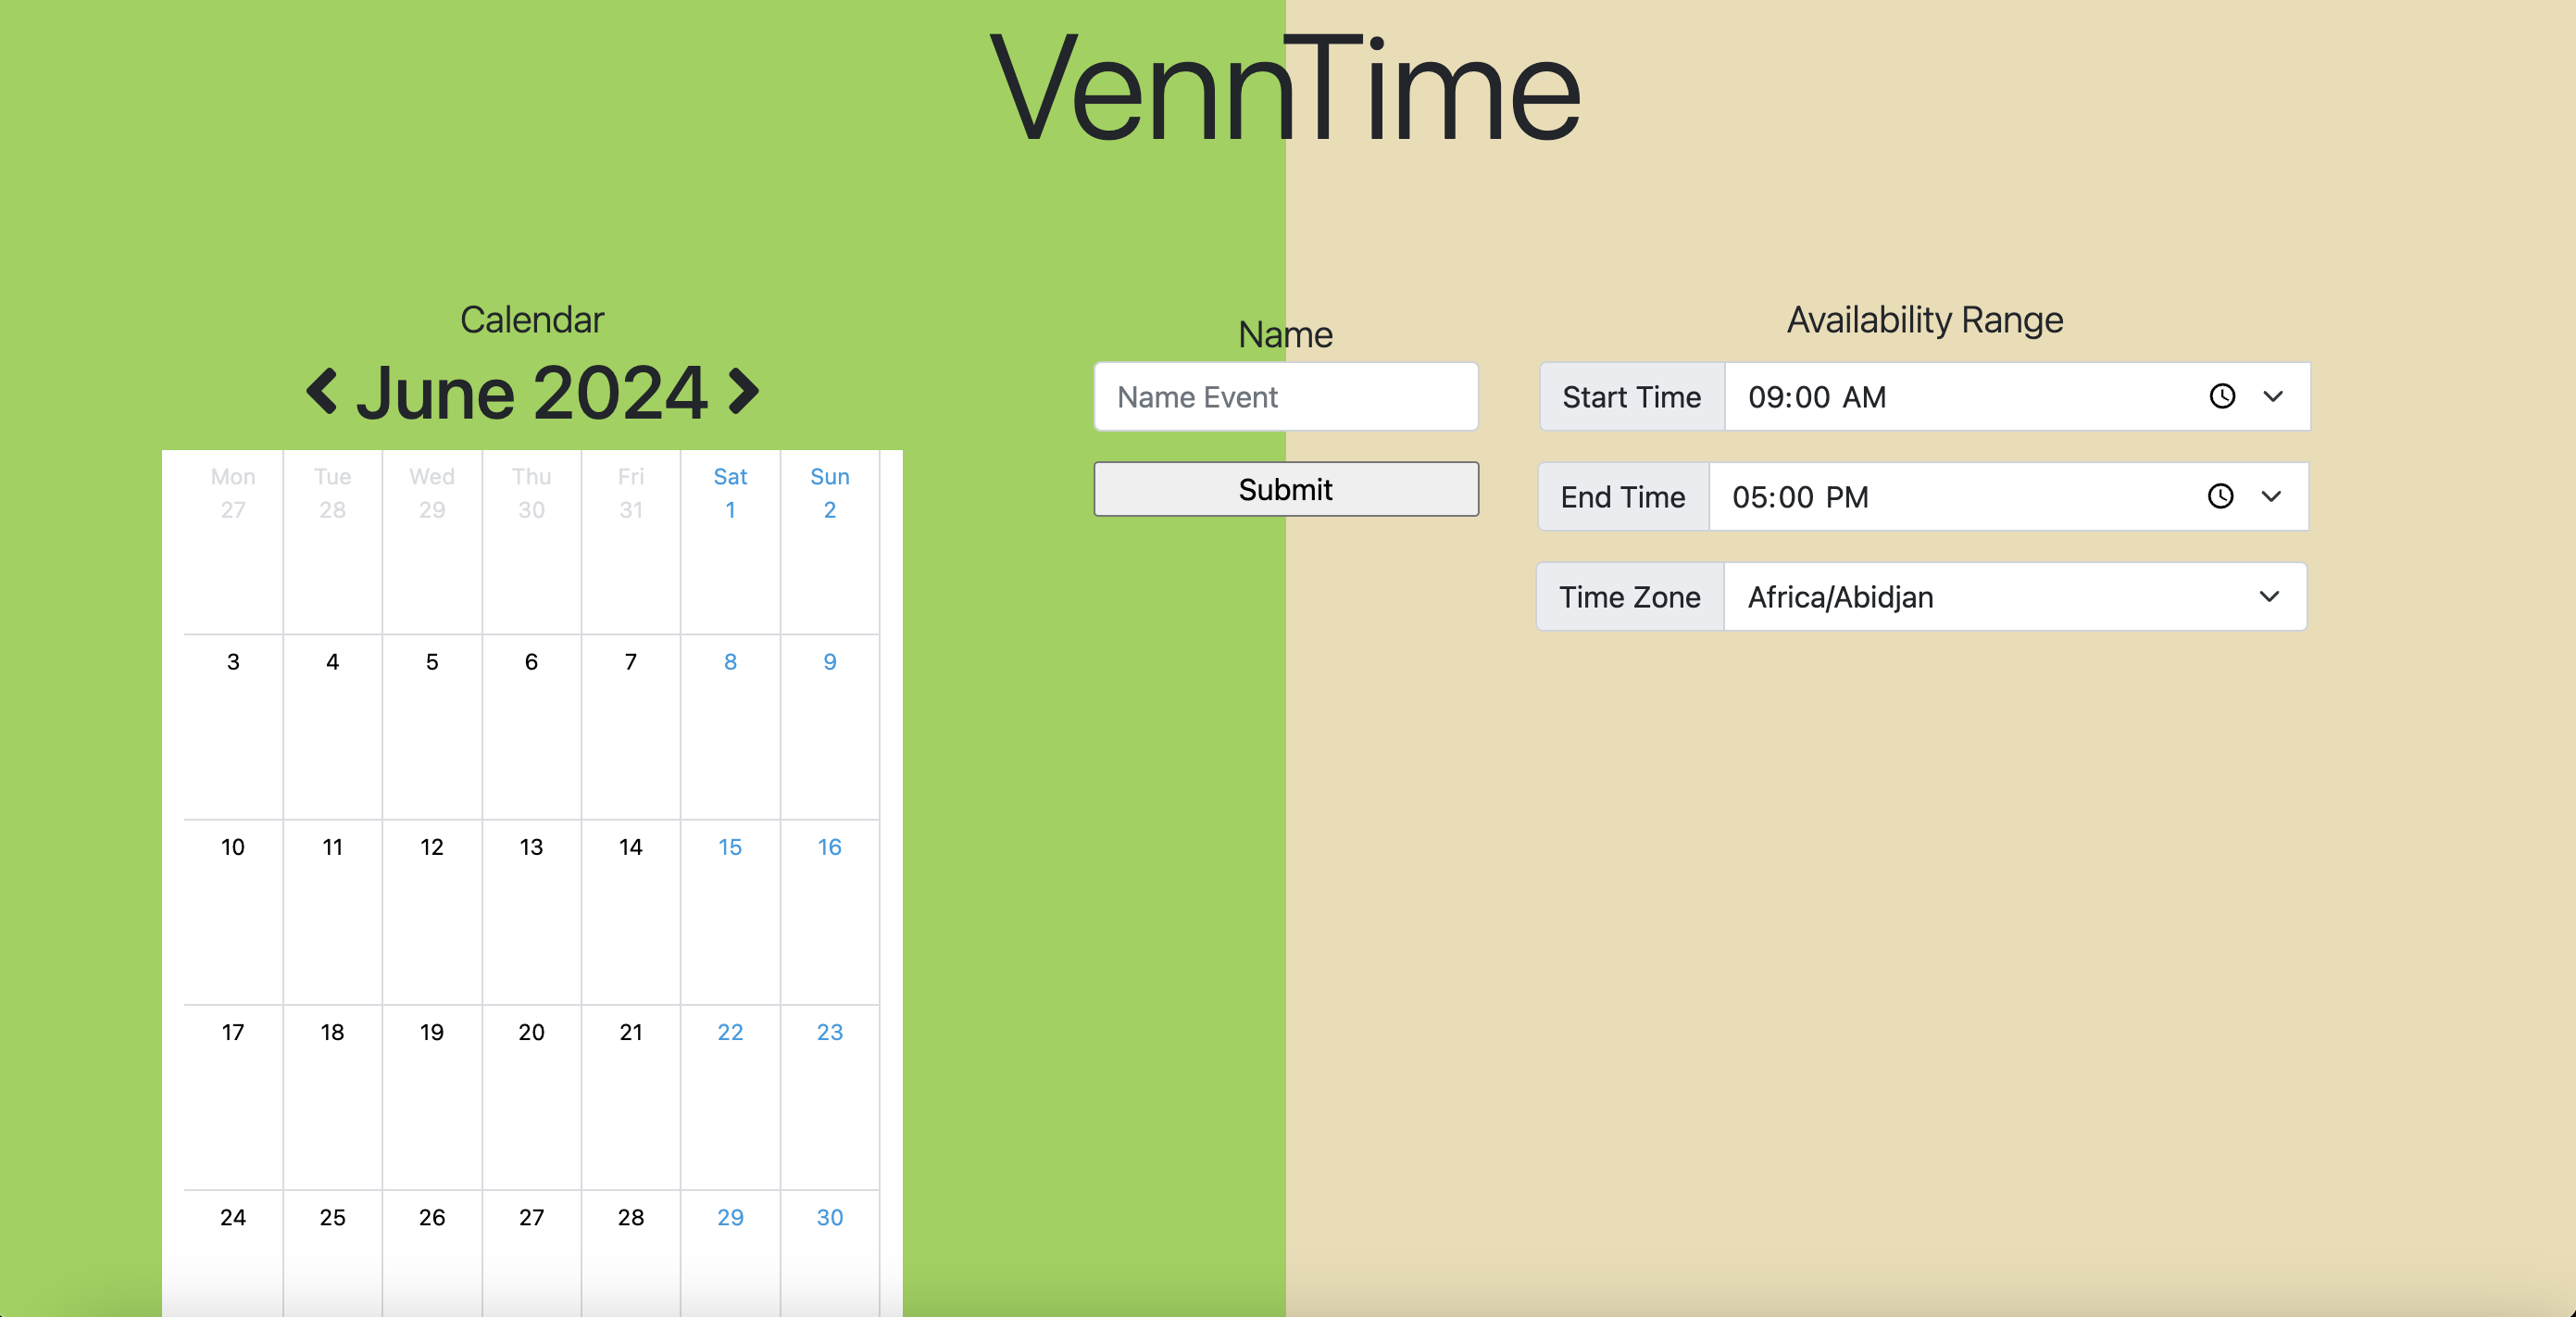 VennTime
Calendar
June 2024
Mon Tue Wed Thu Fri Sat Sun
27 28 29 30 31 1 2
3 4 5 6 7 8 9
10 11 12 13 14 15 16
17 18 19 20 21 22 23
24 25 26 27 28 29 30
Name
Name Event
Submit
Availability Range
Start Time 09:00 AM
End Time 05:00 PM
Time Zone Africa/Abidjan